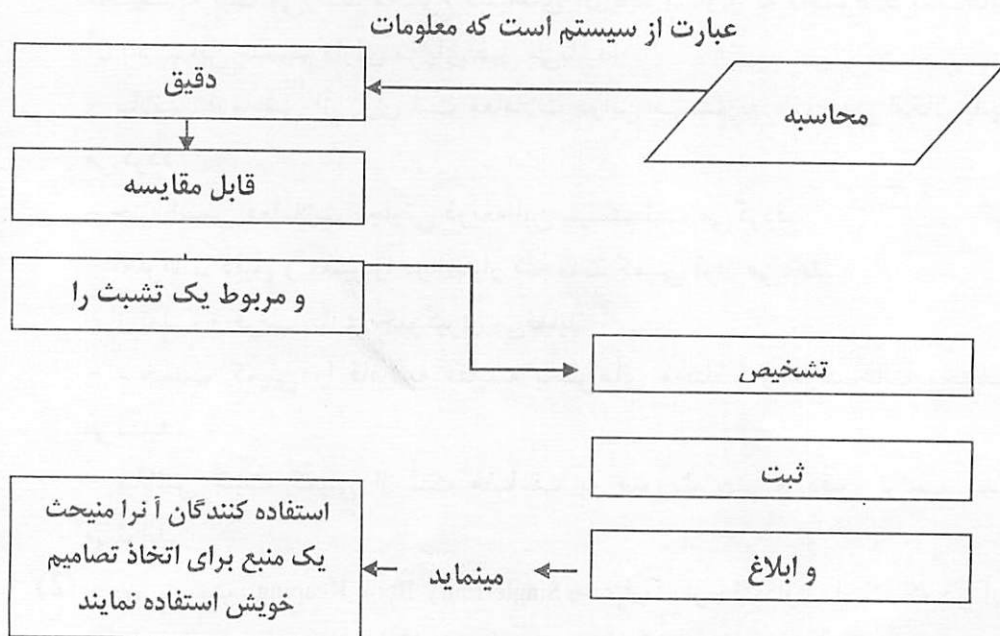 عبارت از سیستم است که معلومات
محاسبه
دقیق
قابل مقایسه
و مربوط یک تشبث را
تشخیص
ثبت
و ابلاغ
مینماید
استفاده کنندگان آ نرا منیحث
یک منبع برای اتخاذ تصامیم
خویش استفاده نمایند